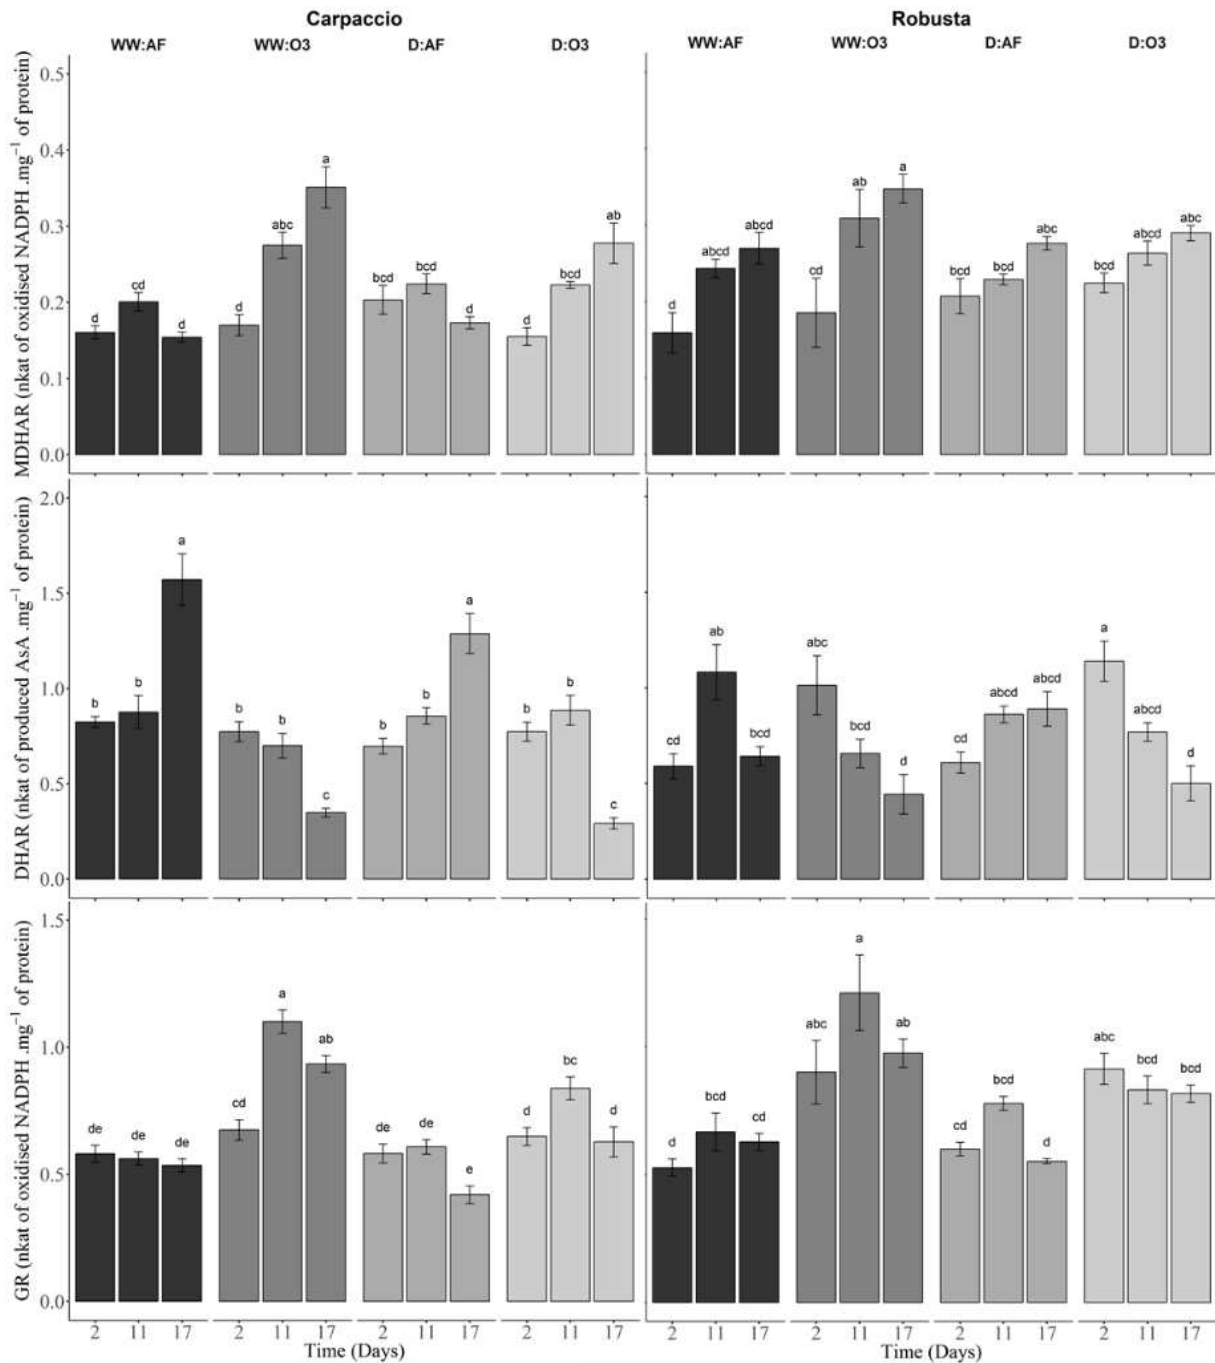 Carpaccio Robusta
WW:AF WW:O3 D:AF D:O3 WW:AF WW:O3 D:AF D:O3
MDHAR (nkat of oxidised NADPH .mg⁻¹ of protein)
0.5
0.4
0.3
0.2
0.1
0.0
d cd d d abc a bcd bcd d d bcd ab
d abcd abcd cd ab a bcd bcd abc bcd abcd abc
DHAR (nkat of produced AsA .mg⁻¹ of protein)
2.0
1.5
1.0
0.5
0.0
b b a b b c b b a b b c
cd ab bcd abc bcd d cd abcd abcd a abcd d
GR (nkat of oxidised NADPH .mg⁻¹ of protein)
1.5
1.0
0.5
0.0
de de de cd a ab de de e d bc d
d bcd cd abc a ab cd bcd d abc bcd bcd
2 11 17 2 11 17 2 11 17 2 11 17 2 11 17 2 11 17 2 11 17 2 11 17
Time (Days) Time (Days)